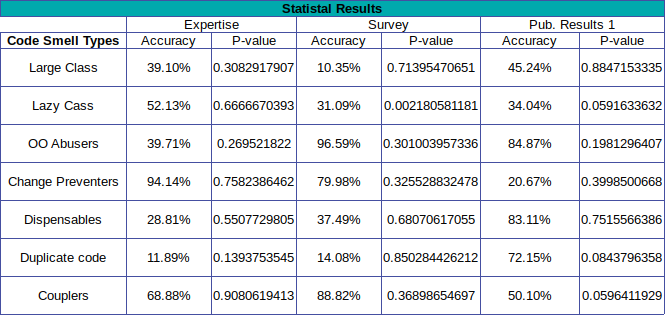 Statistal Results
Expertise Survey Pub. Results 1
Code Smell Types Accuracy P-value Accuracy P-value Accuracy P-value
Large Class 39.10% 0.3082917907 10.35% 0.71395470651 45.24% 0.8847153335
Lazy Cass 52.13% 0.6666670393 31.09% 0.002180581181 34.04% 0.0591633632
OO Abusers 39.71% 0.269521822 96.59% 0.301003957336 84.87% 0.1981296407
Change Preventers 94.14% 0.7582386462 79.98% 0.325528832478 20.67% 0.3998500668
Dispensables 28.81% 0.5507729805 37.49% 0.68070617055 83.11% 0.7515566386
Duplicate code 11.89% 0.1393753545 14.08% 0.850284426212 72.15% 0.0843796358
Couplers 68.88% 0.9080619413 88.82% 0.36898654697 50.10% 0.0596411929